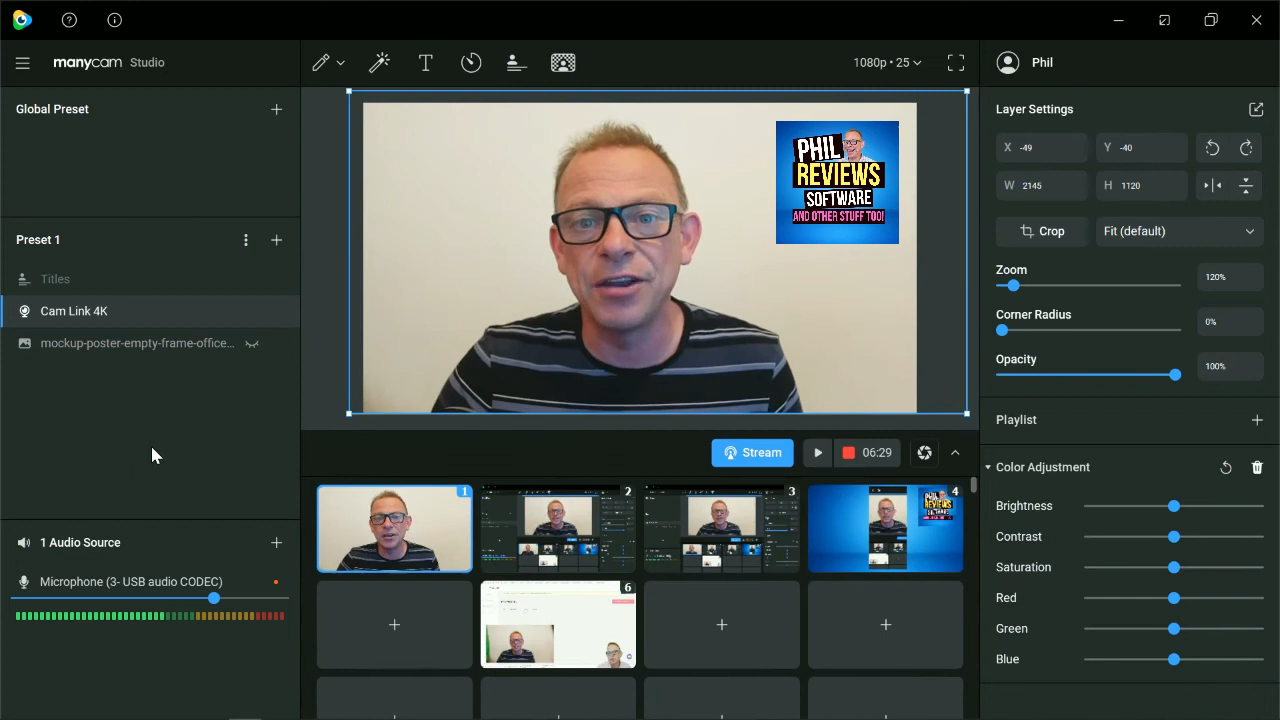 manycam Studio
1080p • 25
Phil
Global Preset
Layer Settings
X -49
Y -40
W 2145
H 1120
Crop
Fit (default)
PHIL
REVIEWS
SOFTWARE
AND OTHER STUFF TOO!
Preset 1
Titles
Cam Link 4K
mockup-poster-empty-frame-office...
Zoom
120%
Corner Radius
0%
Opacity
100%
Playlist
Stream
06:29
Color Adjustment
Brightness
Contrast
Saturation
Red
Green
Blue
1
2
3
4
PHIL
REVIEWS
SOFTWARE
6
1 Audio Source
Microphone (3- USB audio CODEC)